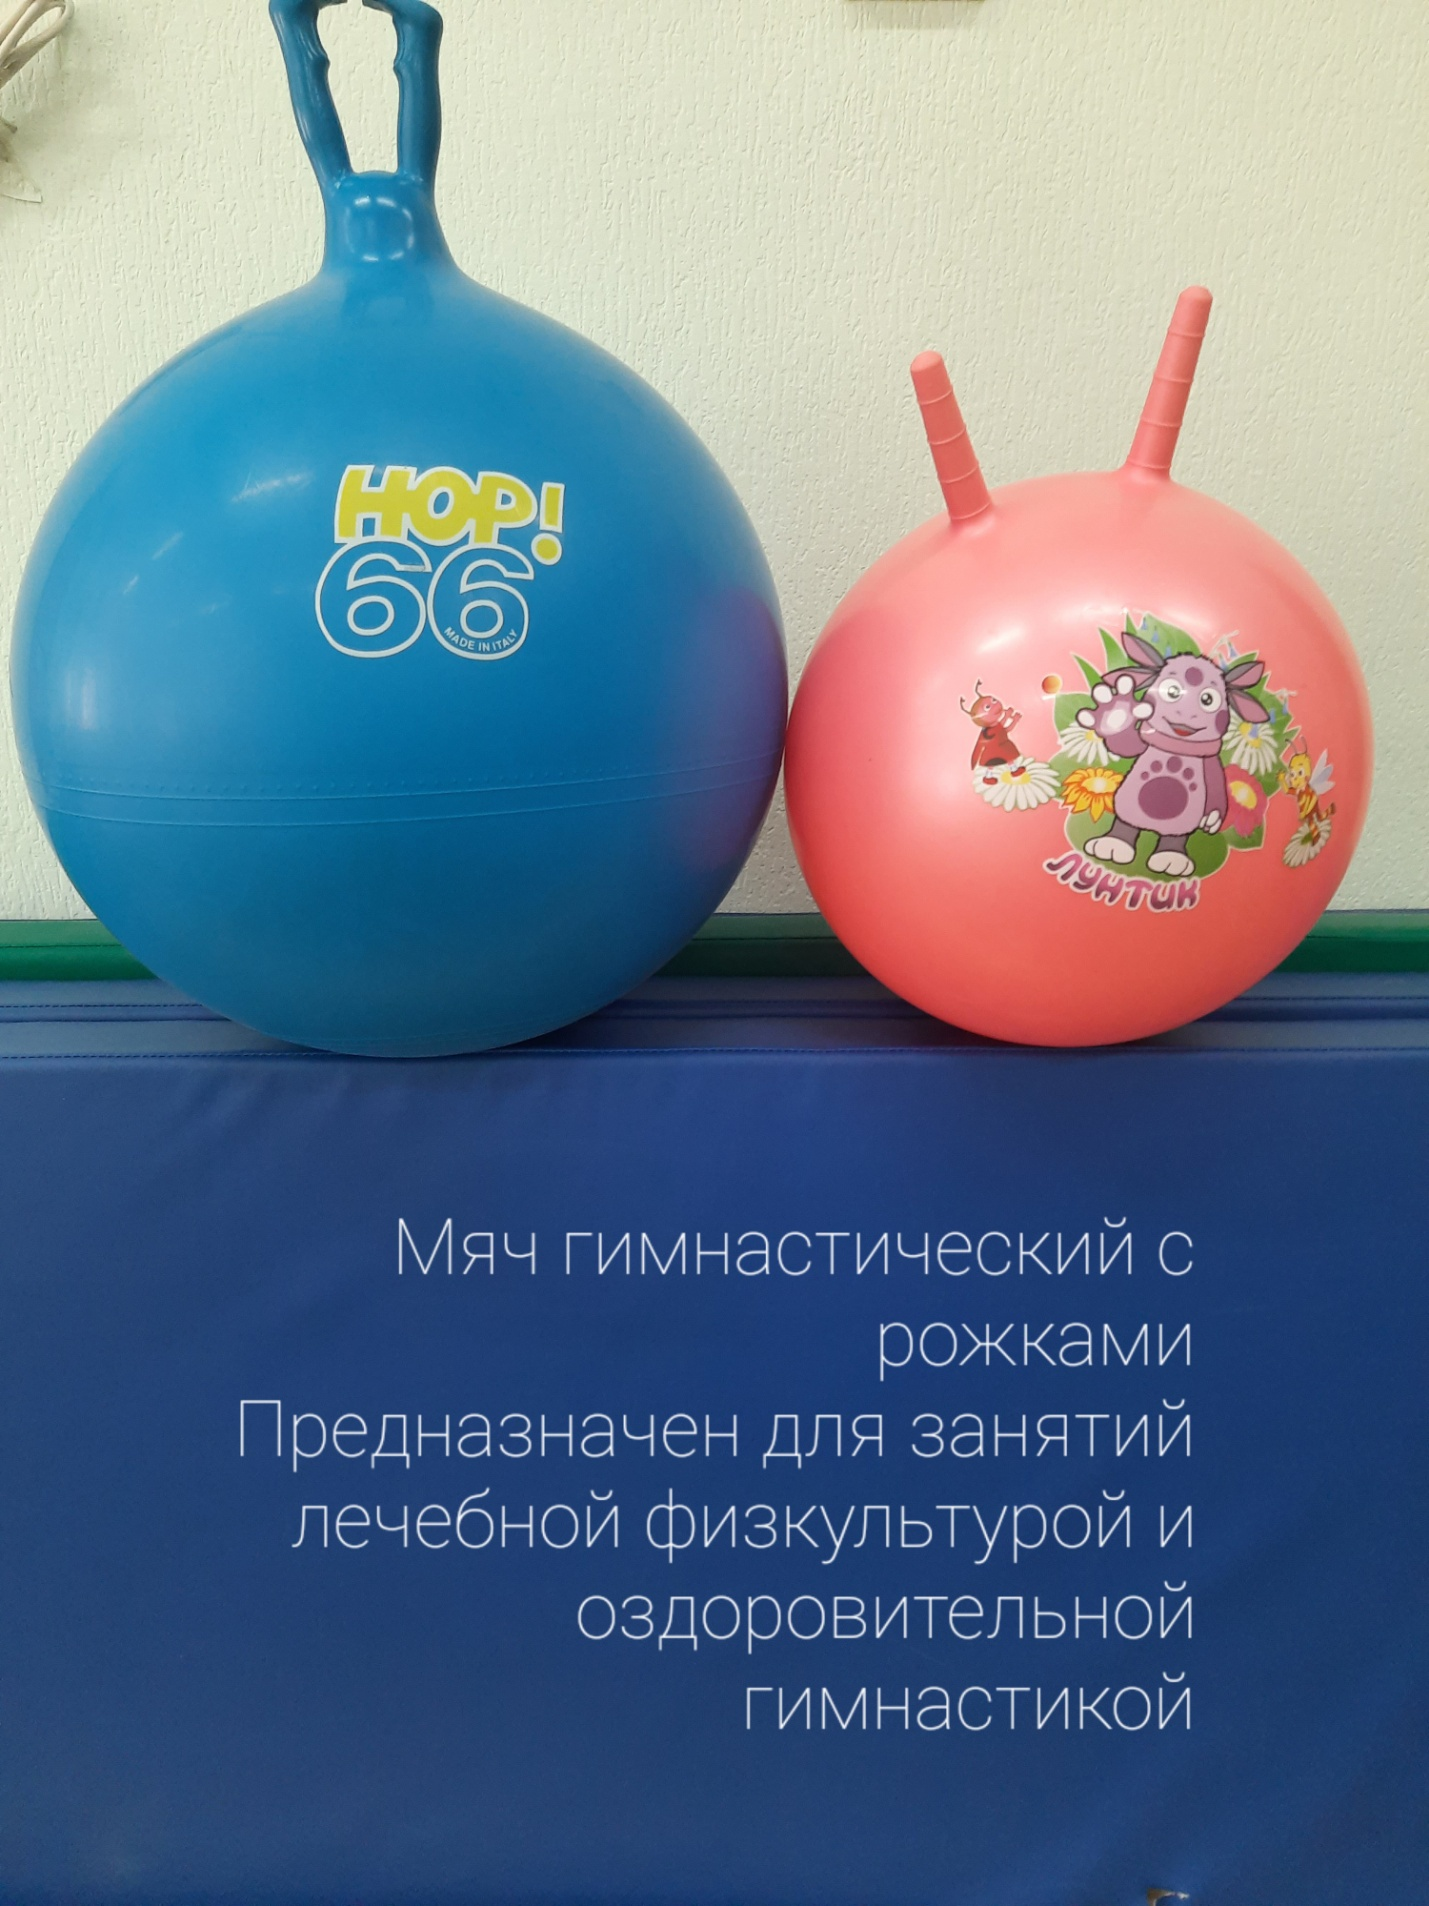 HOP!
66
MADE IN ITALY
ЛУНТИК
Мяч гимнастический с
рожками
Предназначен для занятий
лечебной физкультурой и
оздоровительной
гимнастикой